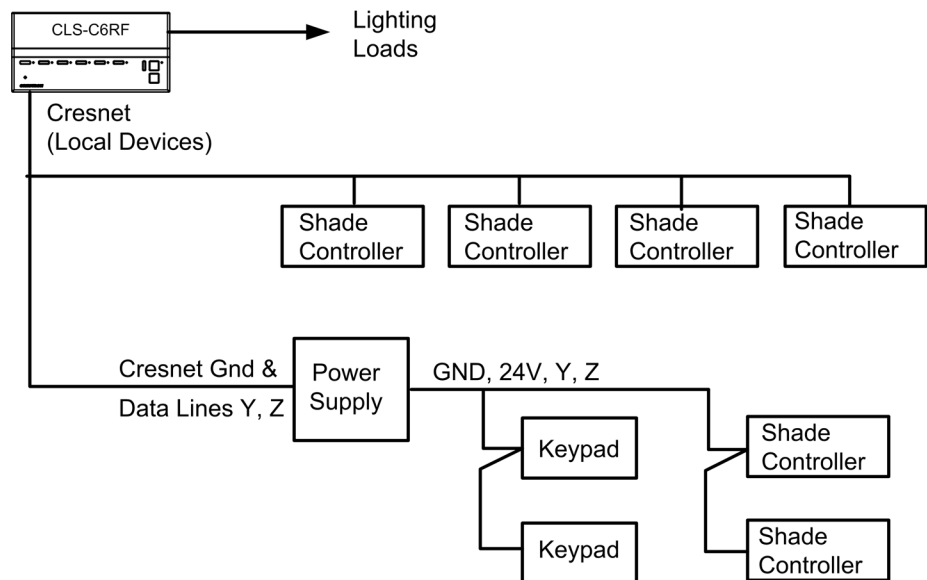 CLS-C6RF
Lighting
Loads
Cresnet
(Local Devices)
Shade
Controller
Shade
Controller
Shade
Controller
Shade
Controller
Cresnet Gnd &
Data Lines Y, Z
Power
Supply
GND, 24V, Y, Z
Keypad
Keypad
Shade
Controller
Shade
Controller